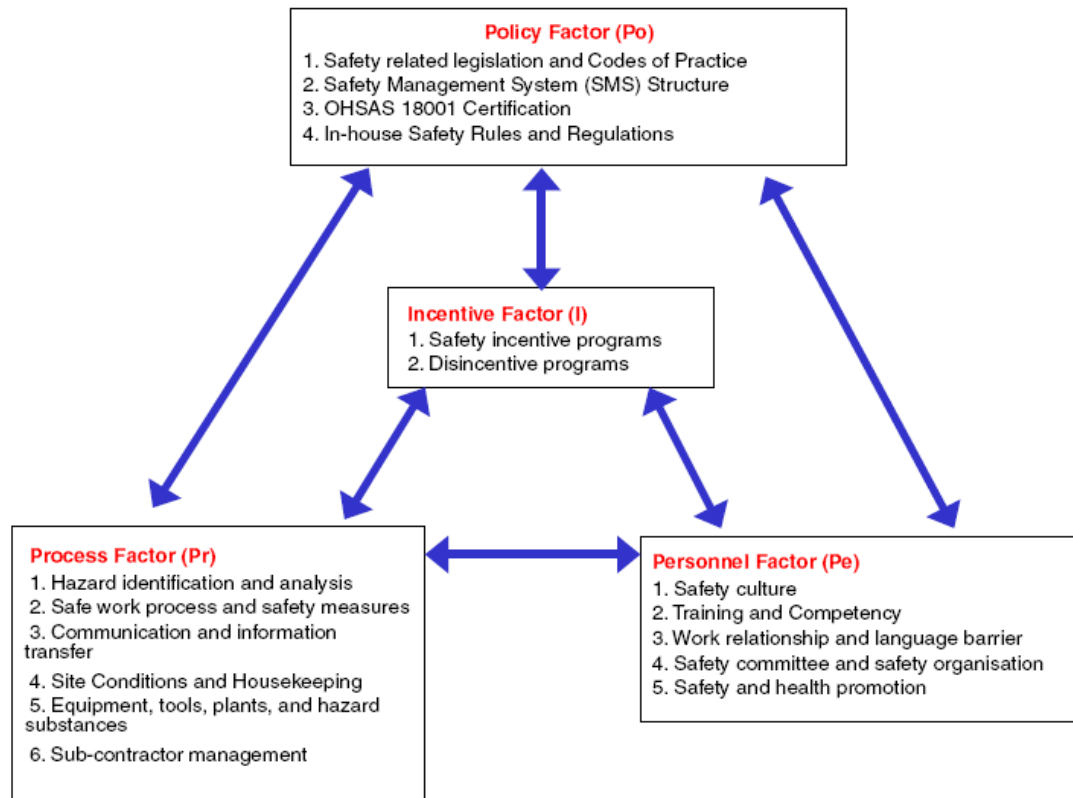 Policy Factor (Po)
1. Safety related legislation and Codes of Practice
2. Safety Management System (SMS) Structure
3. OHSAS 18001 Certification
4. In-house Safety Rules and Regulations
Incentive Factor (I)
1. Safety incentive programs
2. Disincentive programs
Process Factor (Pr)
1. Hazard identification and analysis
2. Safe work process and safety measures
3. Communication and information
transfer
4. Site Conditions and Housekeeping
5. Equipment, tools, plants, and hazard
substances
6. Sub-contractor management
Personnel Factor (Pe)
1. Safety culture
2. Training and Competency
3. Work relationship and language barrier
4. Safety committee and safety organisation
5. Safety and health promotion